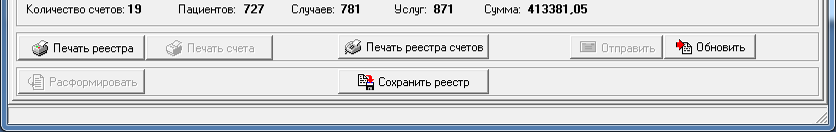 Количество счетов: 19 Пациентов: 727 Случаев: 781 Услуг: 871 Сумма: 413381,05
Печать реестра Печать счета Печать реестра счетов Отправить Обновить
Расформировать Сохранить реестр